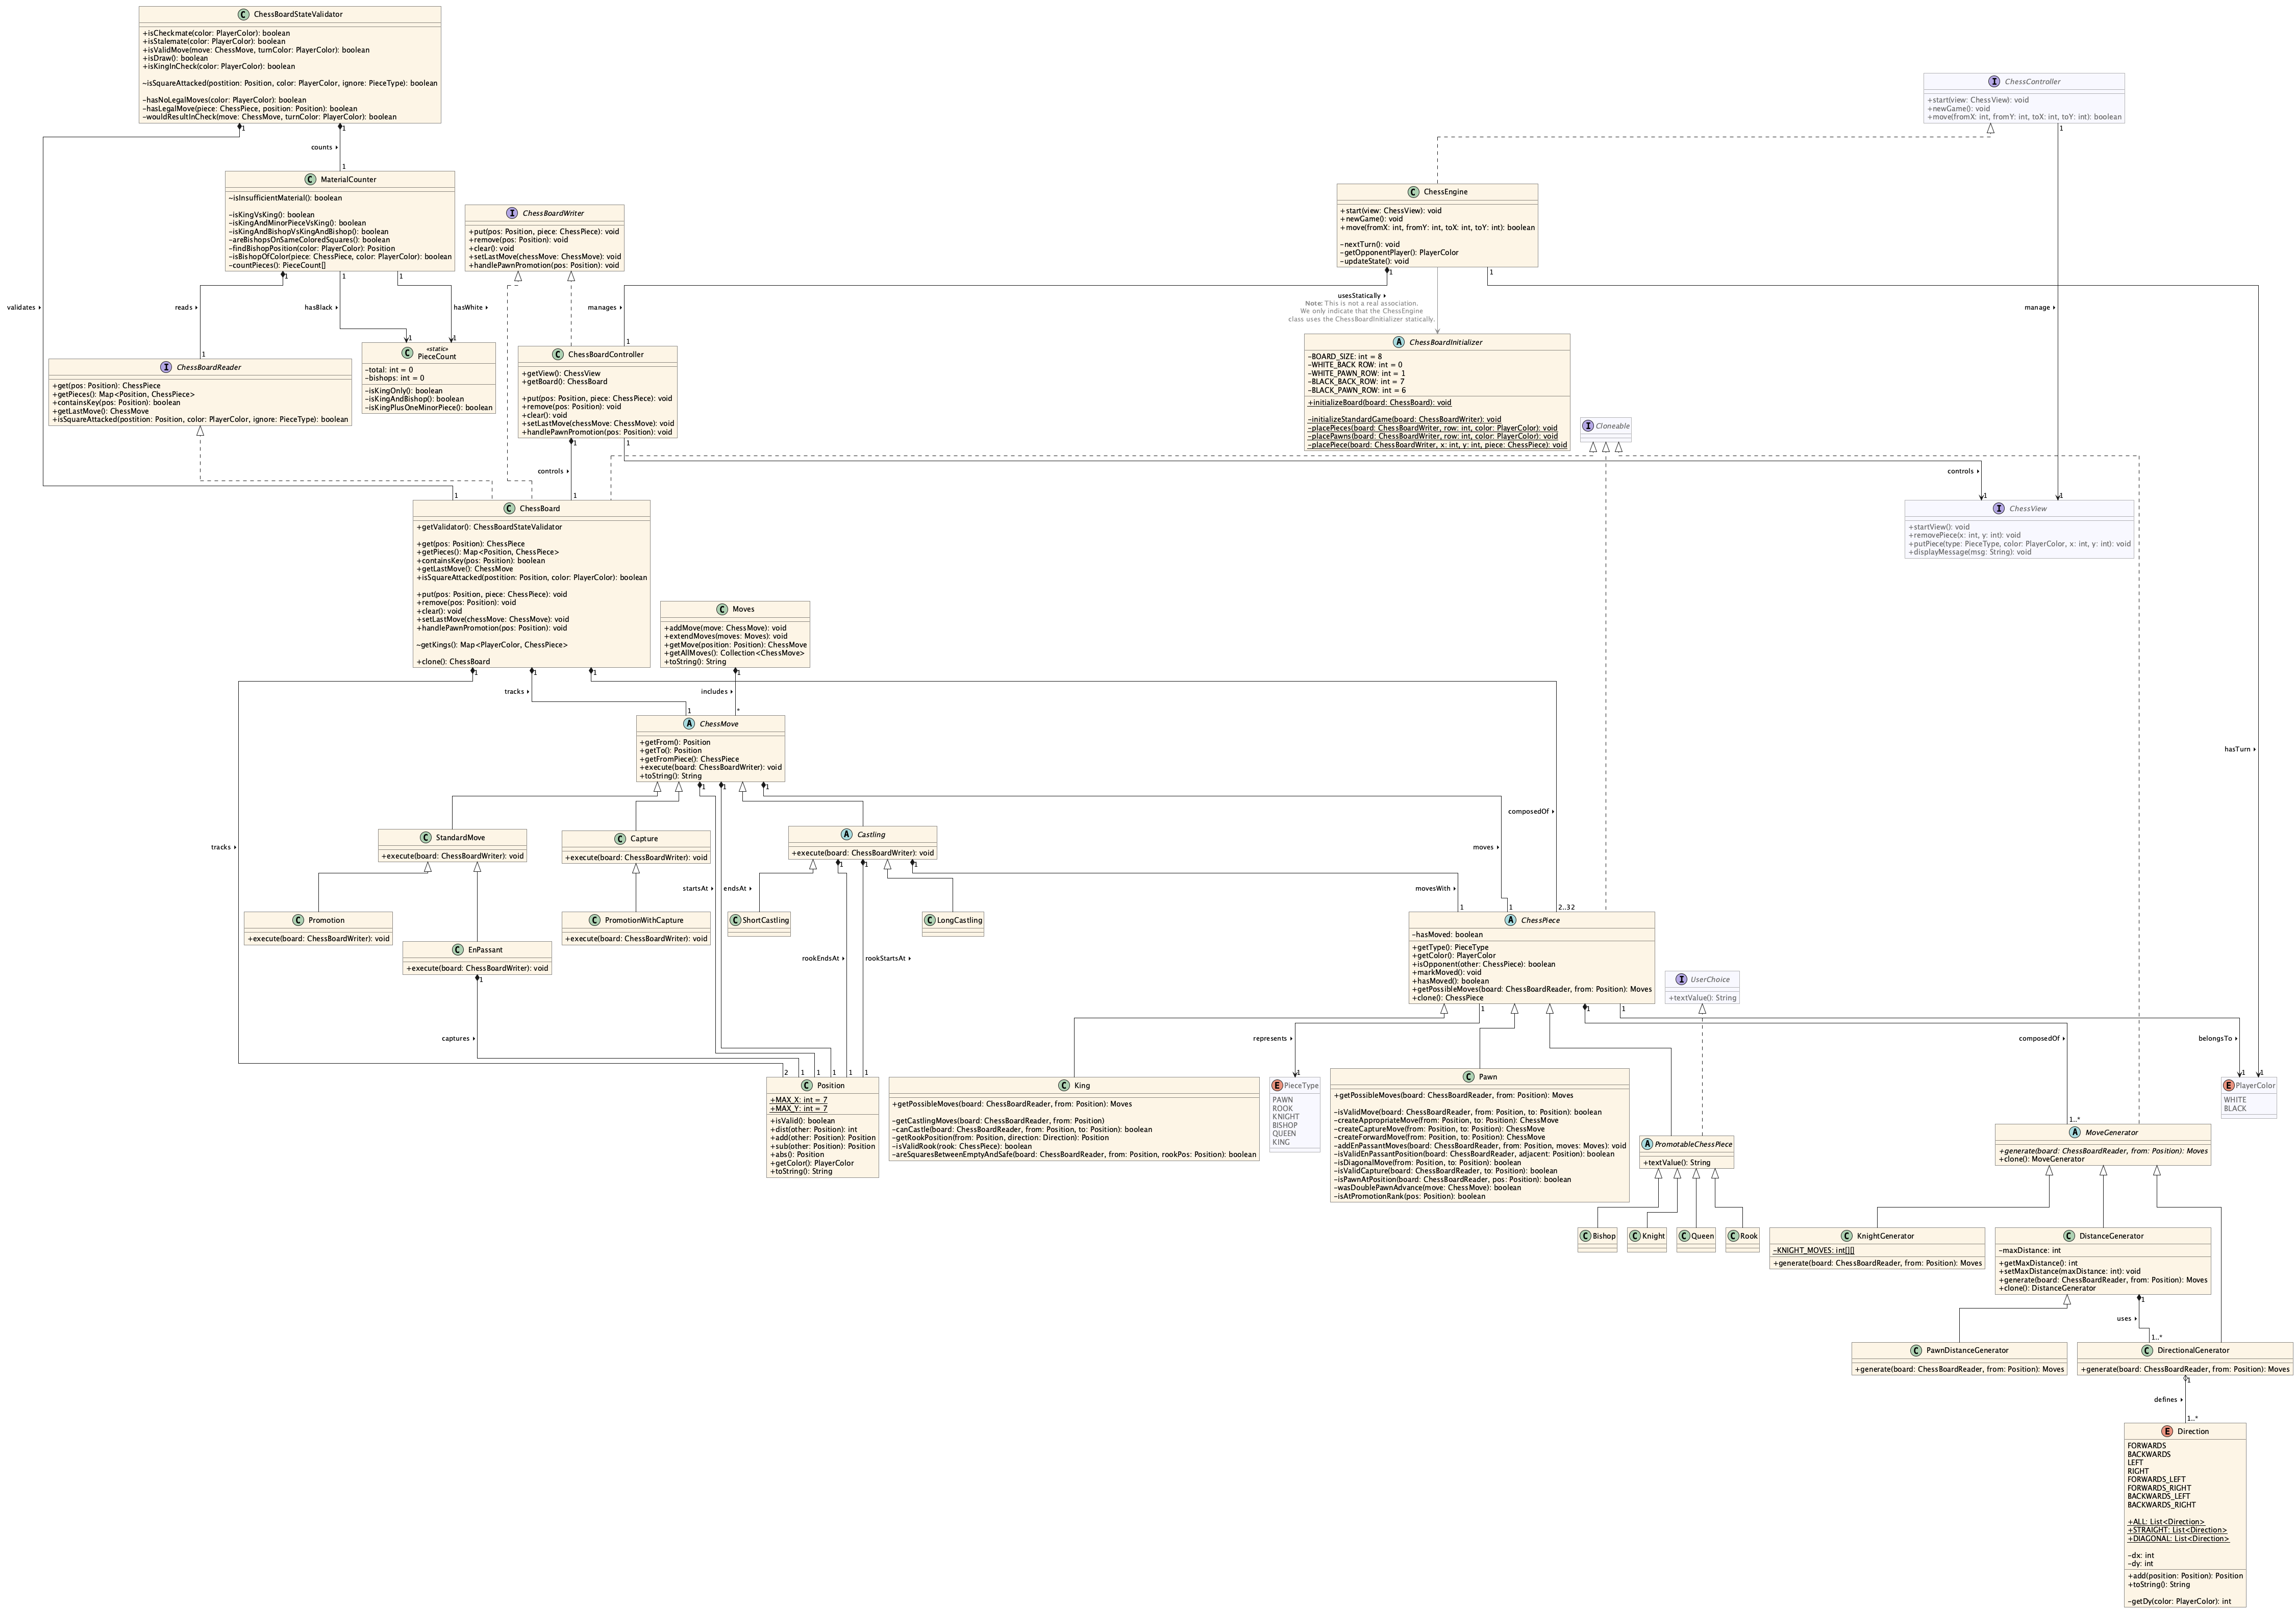 C ChessBoardStateValidator
+isCheckmate(color: PlayerColor): boolean
+isStalemate(color: PlayerColor): boolean
+isValidMove(move: ChessMove, turnColor: PlayerColor): boolean
+isDraw(): boolean
+isKingInCheck(color: PlayerColor): boolean
~isSquareAttacked(postition: Position, color: PlayerColor, ignore: PieceType): boolean
-hasNoLegalMoves(color: PlayerColor): boolean
-hasLegalMove(piece: ChessPiece, position: Position): boolean
-wouldResultInCheck(move: ChessMove, turnColor: PlayerColor): boolean
1
1
counts
1
validates
I ChessController
+start(view: ChessView): void
+newGame(): void
+move(fromX: int, fromY: int, toX: int, toY: int): boolean
1
manage
1
C MaterialCounter
~isInsufficientMaterial(): boolean
-isKingVsKing(): boolean
-isKingAndMinorPieceVsKing(): boolean
-isKingAndBishopVsKingAndBishop(): boolean
-areBishopsOnSameColoredSquares(): boolean
-findBishopPosition(color: PlayerColor): Position
-isBishopOfColor(piece: ChessPiece, color: PlayerColor): boolean
-countPieces(): PieceCount[]
1
1
1
reads
hasBlack
hasWhite
1
1
1
I ChessBoardWriter
+put(pos: Position, piece: ChessPiece): void
+remove(pos: Position): void
+clear(): void
+setLastMove(chessMove: ChessMove): void
+handlePawnPromotion(pos: Position): void
C ChessEngine
+start(view: ChessView): void
+newGame(): void
+move(fromX: int, fromY: int, toX: int, toY: int): boolean
-nextTurn(): void
-getOpponentPlayer(): PlayerColor
-updateState(): void
1
1
manages
1
usesStatically
Note: This is not a real association.
We only indicate that the ChessEngine
class uses the ChessBoardInitializer statically.
hasTurn
1
I ChessBoardReader
+get(pos: Position): ChessPiece
+getPieces(): Map<Position, ChessPiece>
+containsKey(pos: Position): boolean
+getLastMove(): ChessMove
+isSquareAttacked(postition: Position, color: PlayerColor, ignore: PieceType): boolean
«static»
C PieceCount
-total: int = 0
-bishops: int = 0
-isKingOnly(): boolean
-isKingAndBishop(): boolean
-isKingPlusOneMinorPiece(): boolean
C ChessBoardController
+getView(): ChessView
+getBoard(): ChessBoard
+put(pos: Position, piece: ChessPiece): void
+remove(pos: Position): void
+clear(): void
+setLastMove(chessMove: ChessMove): void
+handlePawnPromotion(pos: Position): void
1
1
controls
1
controls
1
A ChessBoardInitializer
-BOARD_SIZE: int = 8
-WHITE_BACK_ROW: int = 0
-WHITE_PAWN_ROW: int = 1
-BLACK_BACK_ROW: int = 7
-BLACK_PAWN_ROW: int = 6
+initializeBoard(board: ChessBoard): void
-initializeStandardGame(board: ChessBoardWriter): void
-placePieces(board: ChessBoardWriter, row: int, color: PlayerColor): void
-placePawns(board: ChessBoardWriter, row: int, color: PlayerColor): void
-placePiece(board: ChessBoardWriter, x: int, y: int, piece: ChessPiece): void
I Cloneable
1
C ChessBoard
+getValidator(): ChessBoardStateValidator
+get(pos: Position): ChessPiece
+getPieces(): Map<Position, ChessPiece>
+containsKey(pos: Position): boolean
+getLastMove(): ChessMove
+isSquareAttacked(postition: Position, color: PlayerColor): boolean
+put(pos: Position, piece: ChessPiece): void
+remove(pos: Position): void
+clear(): void
+setLastMove(chessMove: ChessMove): void
+handlePawnPromotion(pos: Position): void
~getKings(): Map<PlayerColor, ChessPiece>
+clone(): ChessBoard
1
1
1
tracks
1
tracks
2
composedOf
2..32
I ChessView
+startView(): void
+removePiece(x: int, y: int): void
+putPiece(type: PieceType, color: PlayerColor, x: int, y: int): void
+displayMessage(msg: String): void
C Moves
+addMove(move: ChessMove): void
+extendMoves(moves: Moves): void
+getMove(position: Position): ChessMove
+getAllMoves(): Collection<ChessMove>
+toString(): String
1
includes
*
A ChessMove
+getFrom(): Position
+getTo(): Position
+getFromPiece(): ChessPiece
+execute(board: ChessBoardWriter): void
+toString(): String
1
1
1
startsAt
endsAt
moves
1
1
1
C StandardMove
+execute(board: ChessBoardWriter): void
C Capture
+execute(board: ChessBoardWriter): void
A Castling
+execute(board: ChessBoardWriter): void
1
1
1
rookEndsAt
rookStartsAt
movesWith
1
1
1
C Promotion
+execute(board: ChessBoardWriter): void
C EnPassant
+execute(board: ChessBoardWriter): void
1
captures
1
C PromotionWithCapture
+execute(board: ChessBoardWriter): void
C ShortCastling
C LongCastling
A ChessPiece
-hasMoved: boolean
+getType(): PieceType
+getColor(): PlayerColor
+isOpponent(other: ChessPiece): boolean
+markMoved(): void
+hasMoved(): boolean
+getPossibleMoves(board: ChessBoardReader, from: Position): Moves
+clone(): ChessPiece
1
1
1
represents
1
composedOf
1..*
belongsTo
1
I UserChoice
+textValue(): String
C Position
+MAX_X: int = 7
+MAX_Y: int = 7
+isValid(): boolean
+dist(other: Position): int
+add(other: Position): Position
+sub(other: Position): Position
+abs(): Position
+getColor(): PlayerColor
+toString(): String
C King
+getPossibleMoves(board: ChessBoardReader, from: Position): Moves
-getCastlingMoves(board: ChessBoardReader, from: Position)
-canCastle(board: ChessBoardReader, from: Position, to: Position): boolean
-getRookPosition(from: Position, direction: Direction): Position
-isValidRook(rook: ChessPiece): boolean
-areSquaresBetweenEmptyAndSafe(board: ChessBoardReader, from: Position, rookPos: Position): boolean
E PieceType
PAWN
ROOK
KNIGHT
BISHOP
QUEEN
KING
C Pawn
+getPossibleMoves(board: ChessBoardReader, from: Position): Moves
-isValidMove(board: ChessBoardReader, from: Position, to: Position): boolean
-createAppropriateMove(from: Position, to: Position): ChessMove
-createCaptureMove(from: Position, to: Position): ChessMove
-createForwardMove(from: Position, to: Position): ChessMove
-addEnPassantMoves(board: ChessBoardReader, from: Position, moves: Moves): void
-isValidEnPassantPosition(board: ChessBoardReader, adjacent: Position): boolean
-isDiagonalMove(from: Position, to: Position): boolean
-isValidCapture(board: ChessBoardReader, to: Position): boolean
-isPawnAtPosition(board: ChessBoardReader, pos: Position): boolean
-wasDoublePawnAdvance(move: ChessMove): boolean
-isAtPromotionRank(pos: Position): boolean
A PromotableChessPiece
+textValue(): String
E PlayerColor
WHITE
BLACK
A MoveGenerator
+generate(board: ChessBoardReader, from: Position): Moves
+clone(): MoveGenerator
C Bishop
C Knight
C Queen
C Rook
C KnightGenerator
-KNIGHT_MOVES: int[][]
+generate(board: ChessBoardReader, from: Position): Moves
C DistanceGenerator
-maxDistance: int
+getMaxDistance(): int
+setMaxDistance(maxDistance: int): void
+generate(board: ChessBoardReader, from: Position): Moves
+clone(): DistanceGenerator
1
uses
1..*
C PawnDistanceGenerator
+generate(board: ChessBoardReader, from: Position): Moves
C DirectionalGenerator
+generate(board: ChessBoardReader, from: Position): Moves
1
defines
1..*
E Direction
FORWARDS
BACKWARDS
LEFT
RIGHT
FORWARDS_LEFT
FORWARDS_RIGHT
BACKWARDS_LEFT
BACKWARDS_RIGHT
+ALL: List<Direction>
+STRAIGHT: List<Direction>
+DIAGONAL: List<Direction>
-dx: int
-dy: int
+add(position: Position): Position
+toString(): String
-getDy(color: PlayerColor): int